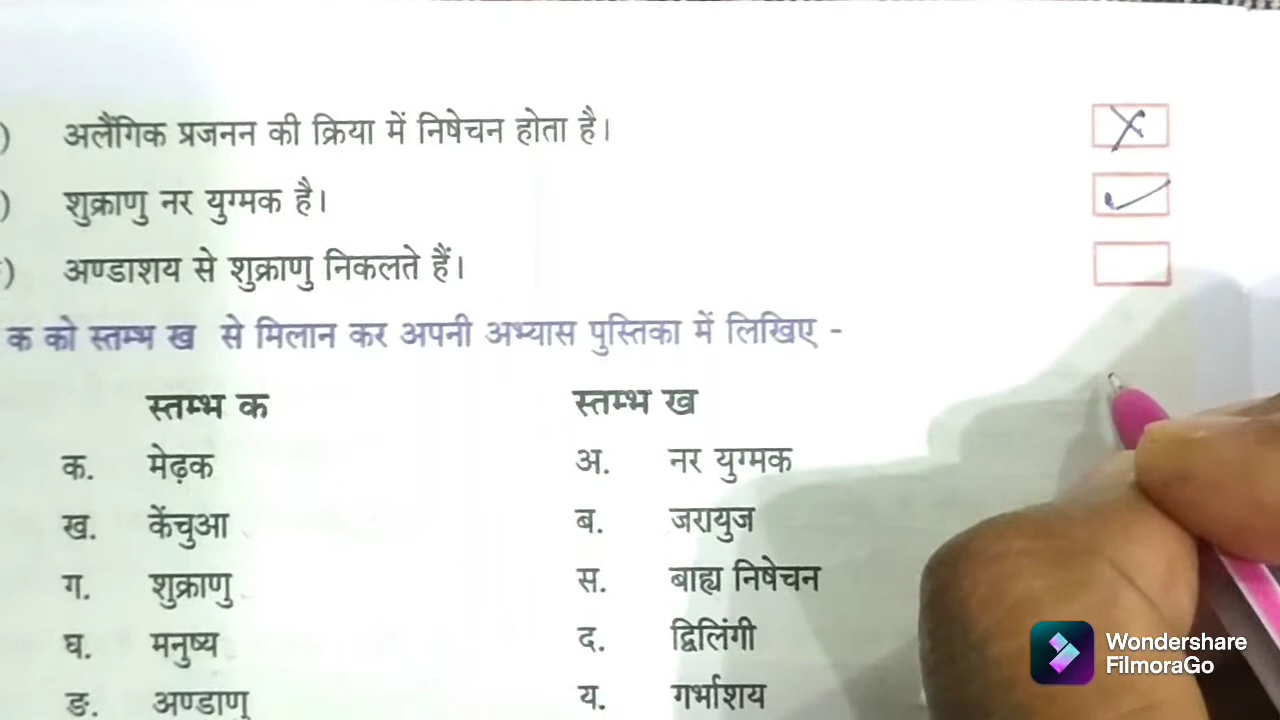 ) अलैंगिक प्रजनन की क्रिया में निषेचन होता है।
) शुक्राणु नर युग्मक है।
) अण्डाशय से शुक्राणु निकलते हैं।
क को स्तम्भ ख से मिलान कर अपनी अभ्यास पुस्तिका में लिखिए -
स्तम्भ क स्तम्भ ख
क. मेढ़क अ. नर युग्मक
ख. केंचुआ ब. जरायुज
ग. शुक्राणु स. बाह्य निषेचन
घ. मनुष्य द. द्विलिंगी
ङ. अण्डाणु य. गर्भाशय
Wondershare
FilmoraGo